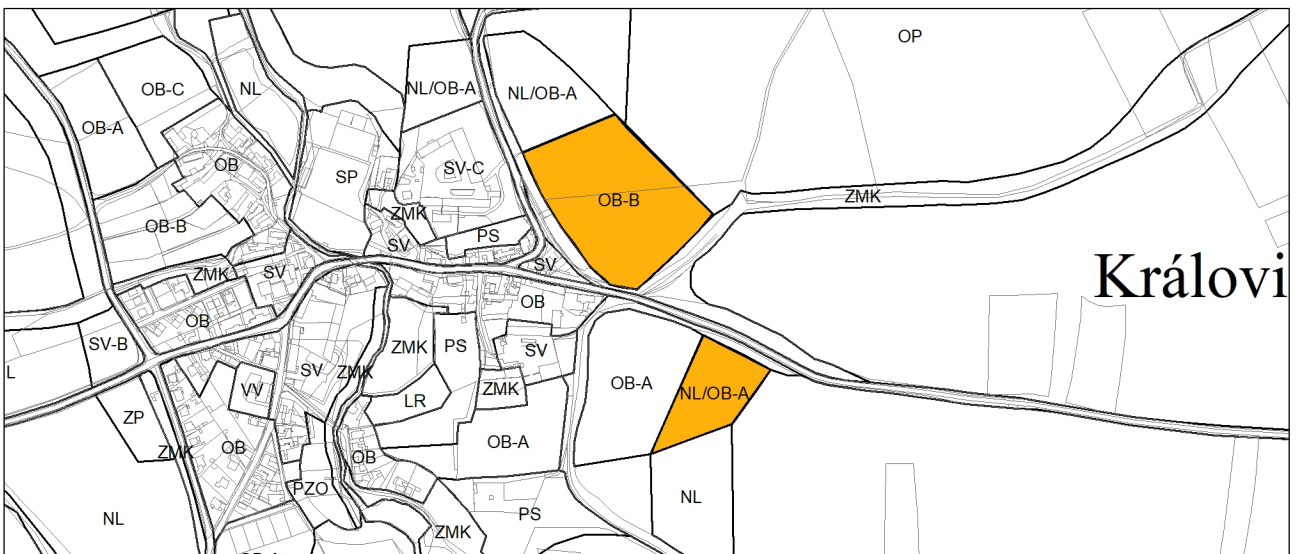 OP
OB-C
NL
NL/OB-A
NL/OB-A
OB-A
OB
SP
SV-C
OB-B
ZMK
ZMK
OB-B
PS
SV
SV
ZMK
SV
Královi
OB
OB
SV-B
ZMK
PS
SV
L
SV
ZMK
OB-A
NL/OB-A
VV
ZMK
LR
ZP
OB-A
ZMK
OB
OB
PZO
NL
NL
PS
ZMK